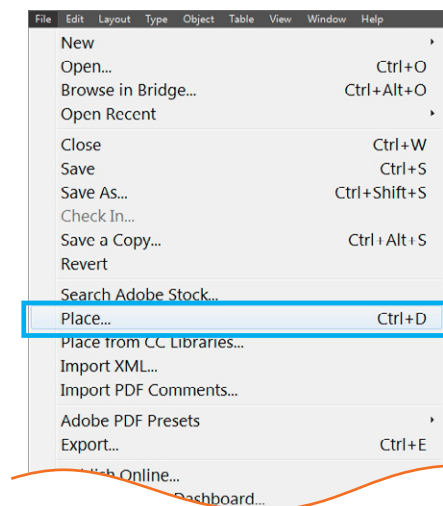 File Edit Layout Type Object Table View Window Help
New
Open... Ctrl+O
Browse in Bridge... Ctrl+Alt+O
Open Recent
Close Ctrl+W
Save Ctrl+S
Save As... Ctrl+Shift+S
Check In...
Save a Copy... Ctrl+Alt+S
Revert
Search Adobe Stock...
Place... Ctrl+D
Place from CC Libraries...
Import XML...
Import PDF Comments...
Adobe PDF Presets
Export... Ctrl+E
Online...
Dashboard...